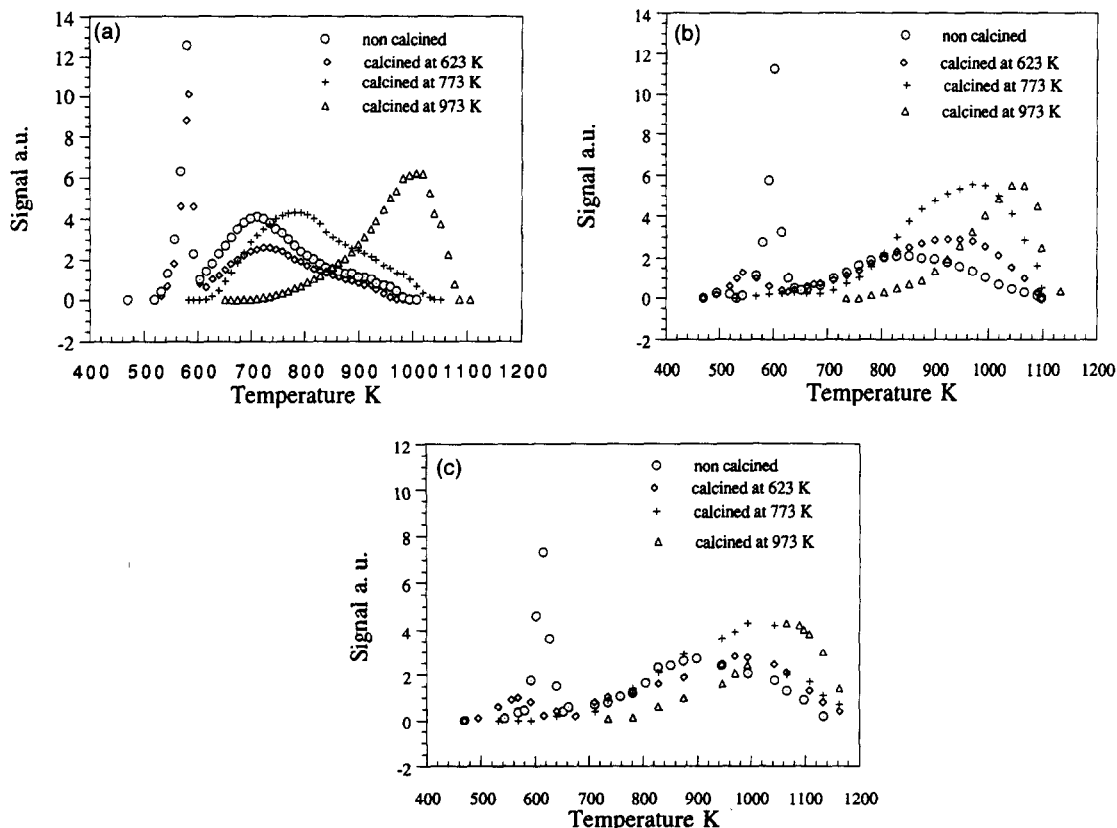 (a)
14
12
10
8
6
4
2
0
-2
Signal a.u.
non calcined
calcined at 623 K
calcined at 773 K
calcined at 973 K
400 500 600 700 800 900 1000 1100 1200
Temperature K
(b)
14
12
10
8
6
4
2
0
-2
Signal a.u.
non calcined
calcined at 623 K
calcined at 773 K
calcined at 973 K
400 500 600 700 800 900 1000 1100 1200
Temperature K
(c)
12
10
8
6
4
2
0
-2
Signal a. u.
non calcined
calcined at 623 K
calcined at 773 K
calcined at 973 K
400 500 600 700 800 900 1000 1100 1200
Temperature K